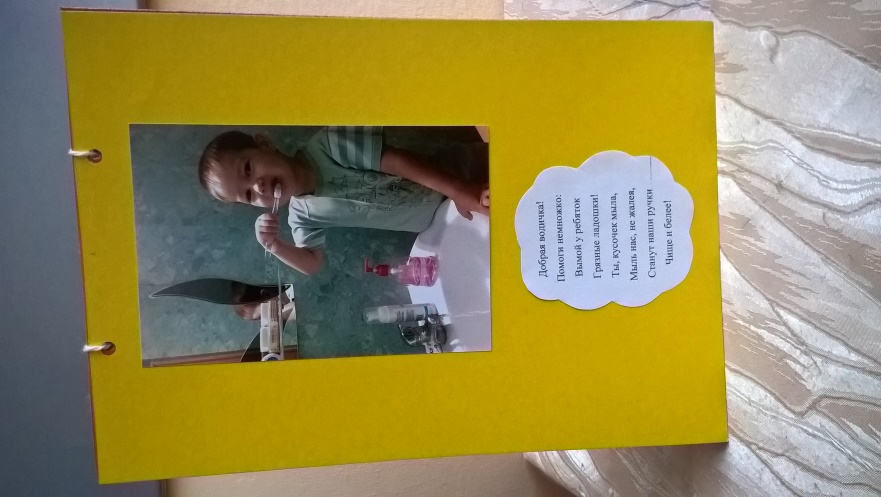 Добрая водичка!
Помоги немножко:
Вымой у ребяток
Грязные ладошки!
Ты, кусочек мыла,
Мыль нас, не жалея,
Станут наши ручки
Чище и белее!